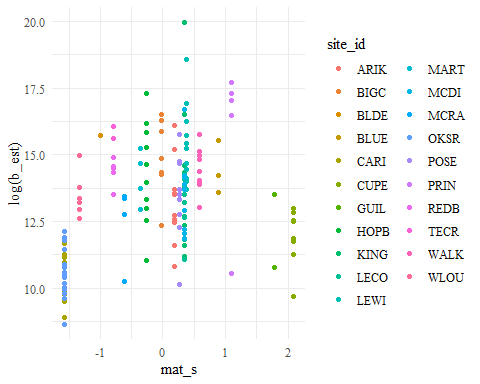 20.0
17.5
15.0
12.5
10.0
log(b_est)
-1
0
1
2
mat_s
site_id
ARIK
BIGC
BLDE
BLUE
CARI
CUPE
GUIL
HOPB
KING
LECO
LEWI
MART
MCDI
MCRA
OKSR
POSE
PRIN
REDB
TECR
WALK
WLOU